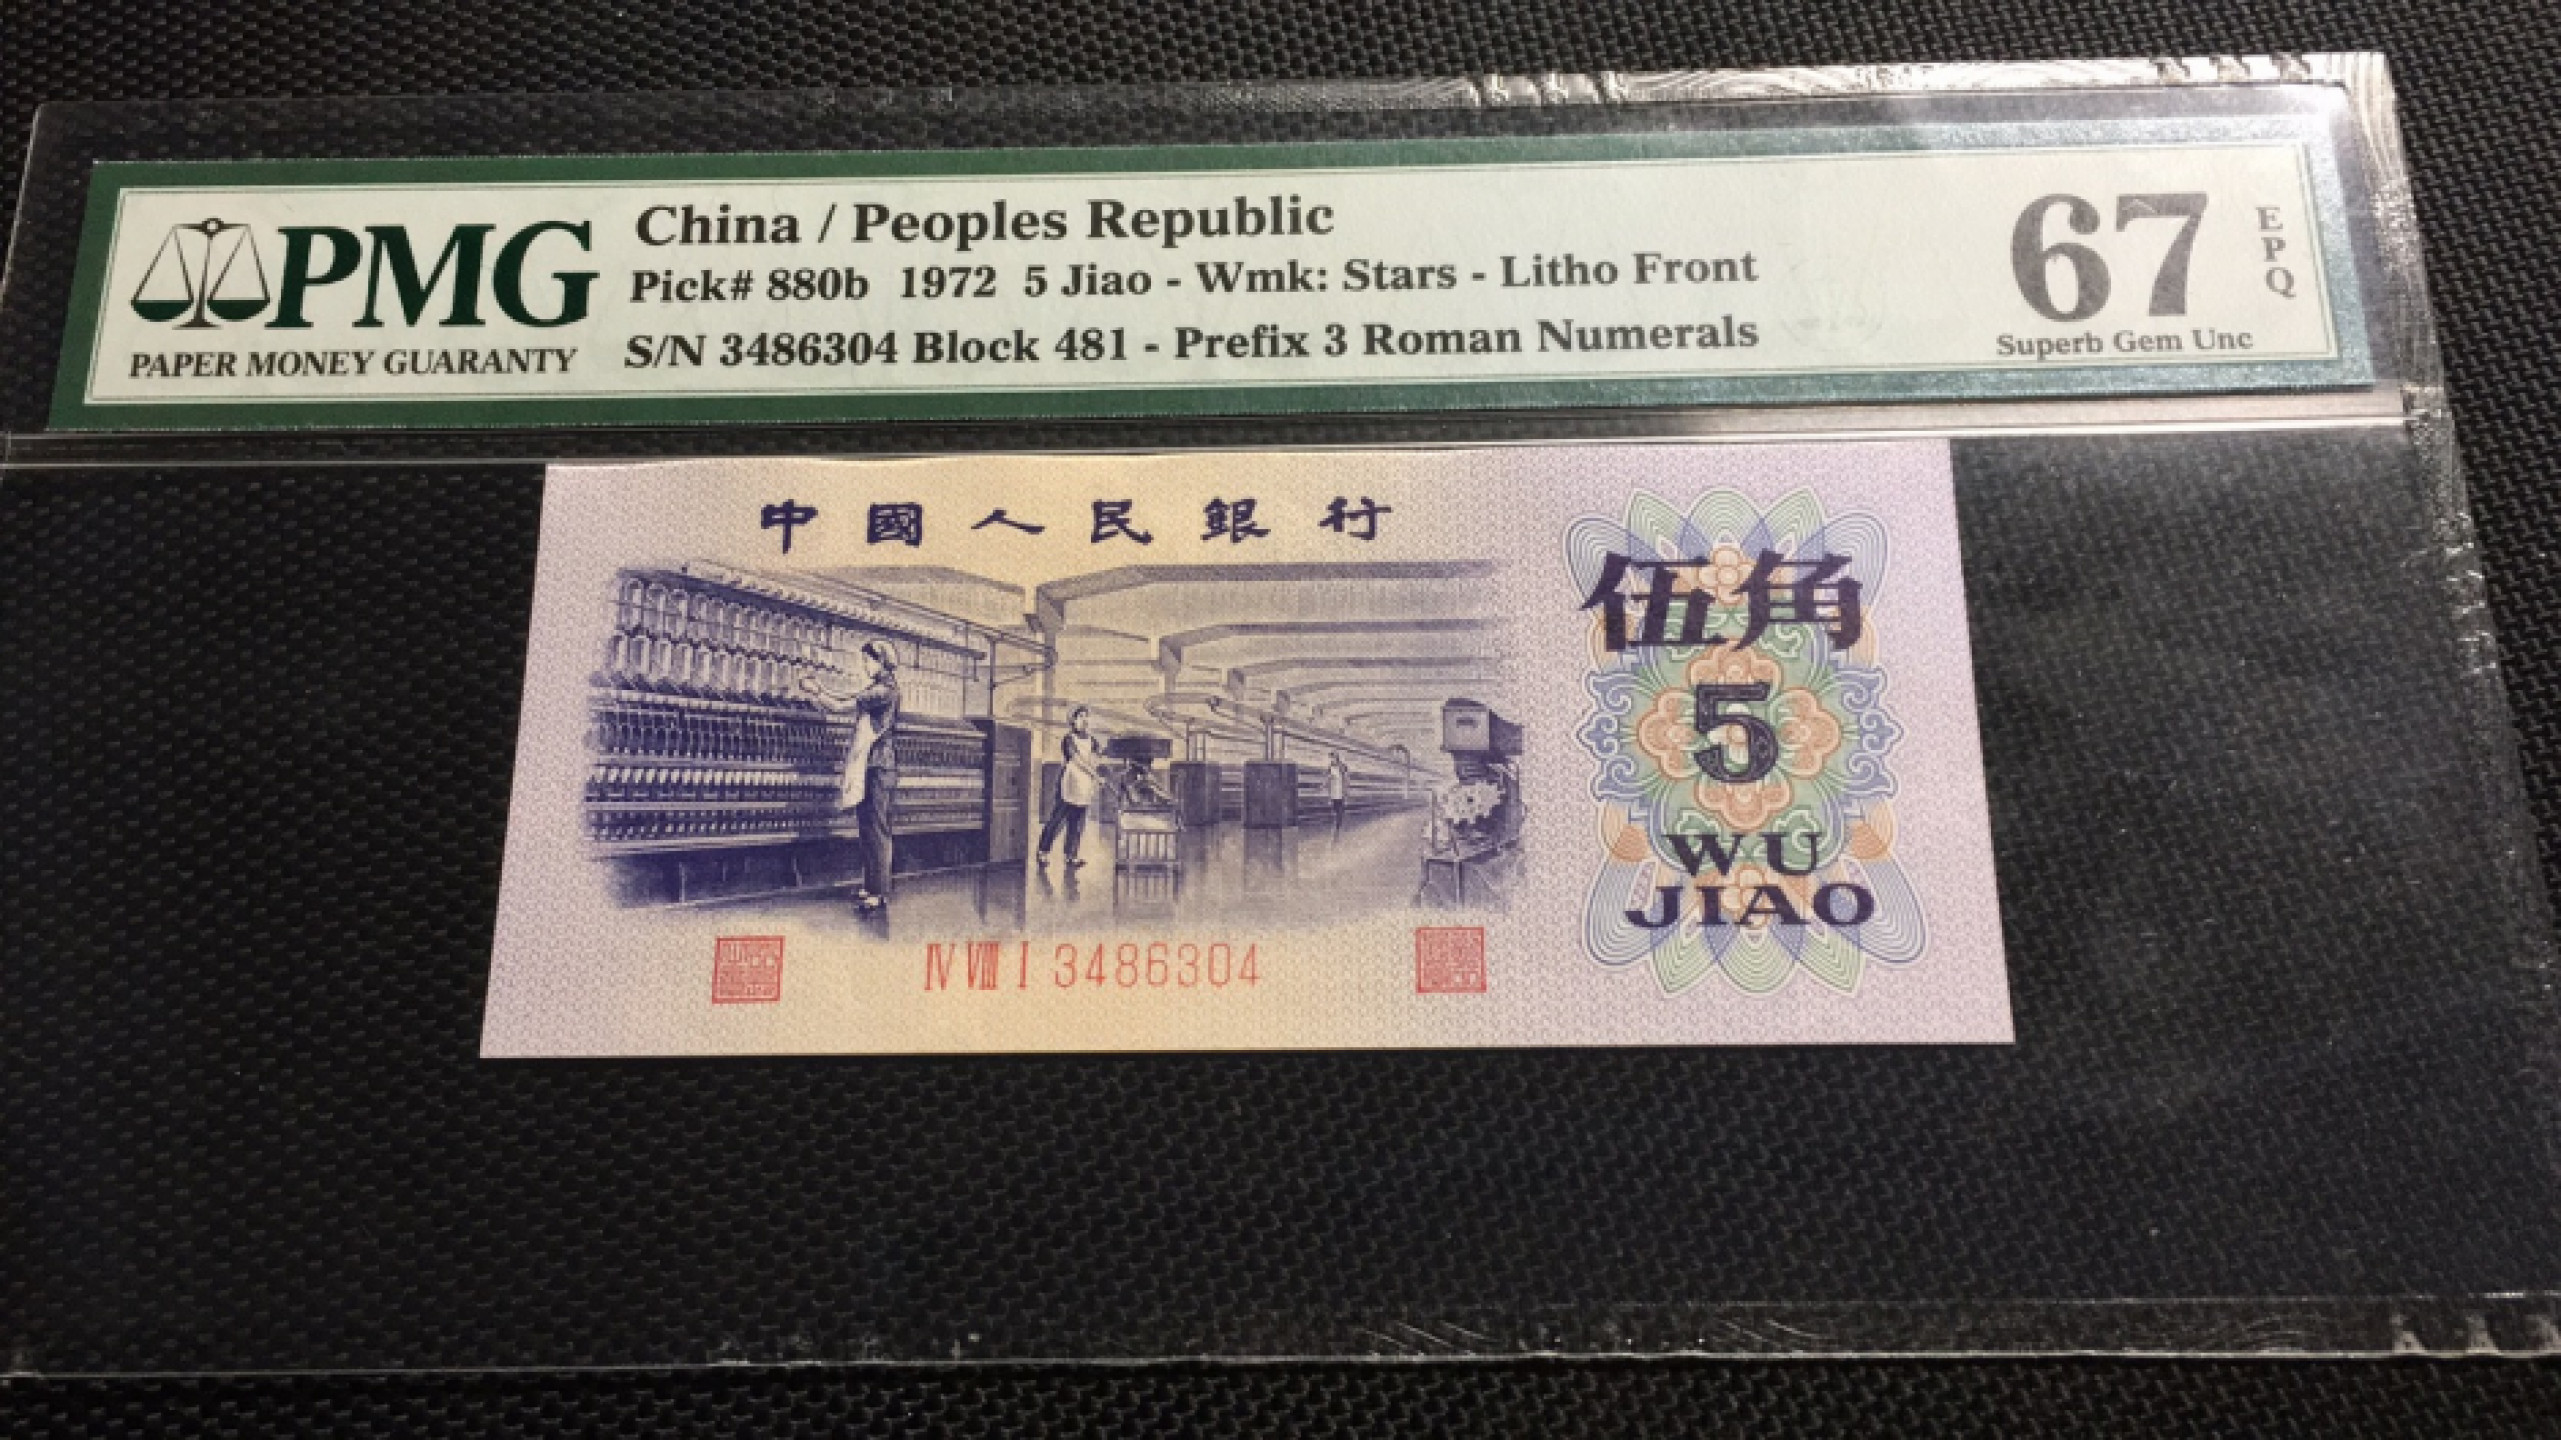 PMG
PAPER MONEY GUARANTY
China / Peoples Republic
Pick# 880b 1972 5 Jiao - Wmk: Stars - Litho Front
S/N 3486304 Block 481 - Prefix 3 Roman Numerals
67
EPQ
Superb Gem Unc
中國人民銀行
伍角
5
WU
JIAO
IV VIII I 3486304